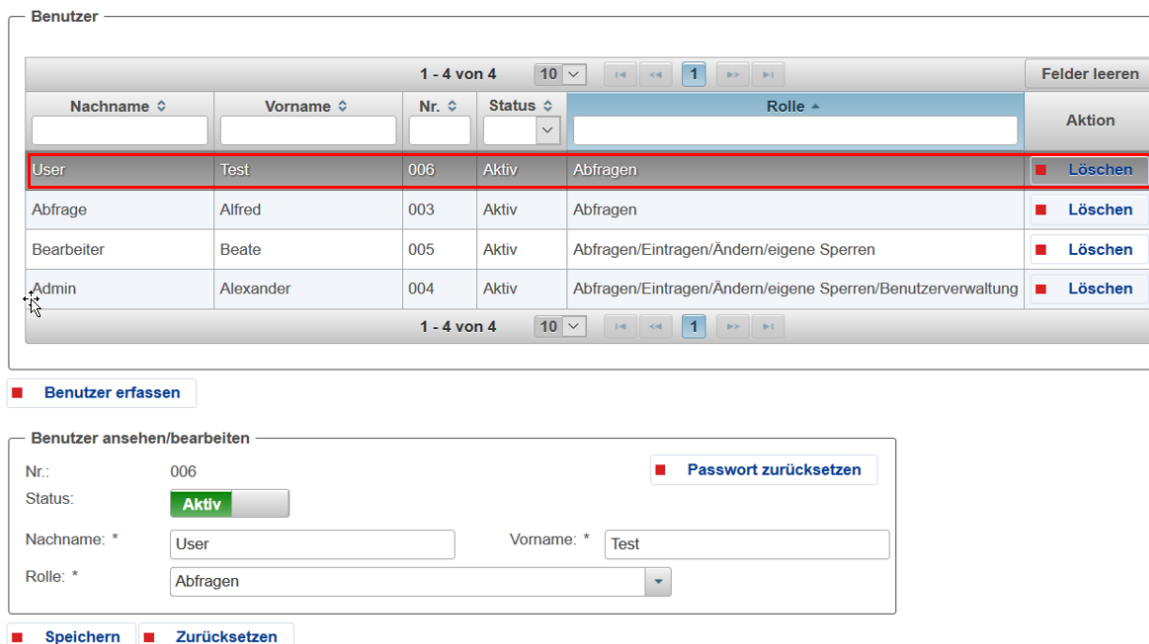 Benutzer
1 - 4 von 4 10 1 Felder leeren
Nachname Vorname Nr. Status Rolle Aktion
User Test 006 Aktiv Abfragen Löschen
Abfrage Alfred 003 Aktiv Abfragen Löschen
Bearbeiter Beate 005 Aktiv Abfragen/Eintragen/Ändern/eigene Sperren Löschen
Admin Alexander 004 Aktiv Abfragen/Eintragen/Ändern/eigene Sperren/Benutzerverwaltung Löschen
1 - 4 von 4 10 1
Benutzer erfassen
Benutzer ansehen/bearbeiten
Nr.: 006 Passwort zurücksetzen
Status: Aktiv
Nachname: * User Vorname: * Test
Rolle: * Abfragen
Speichern Zurücksetzen